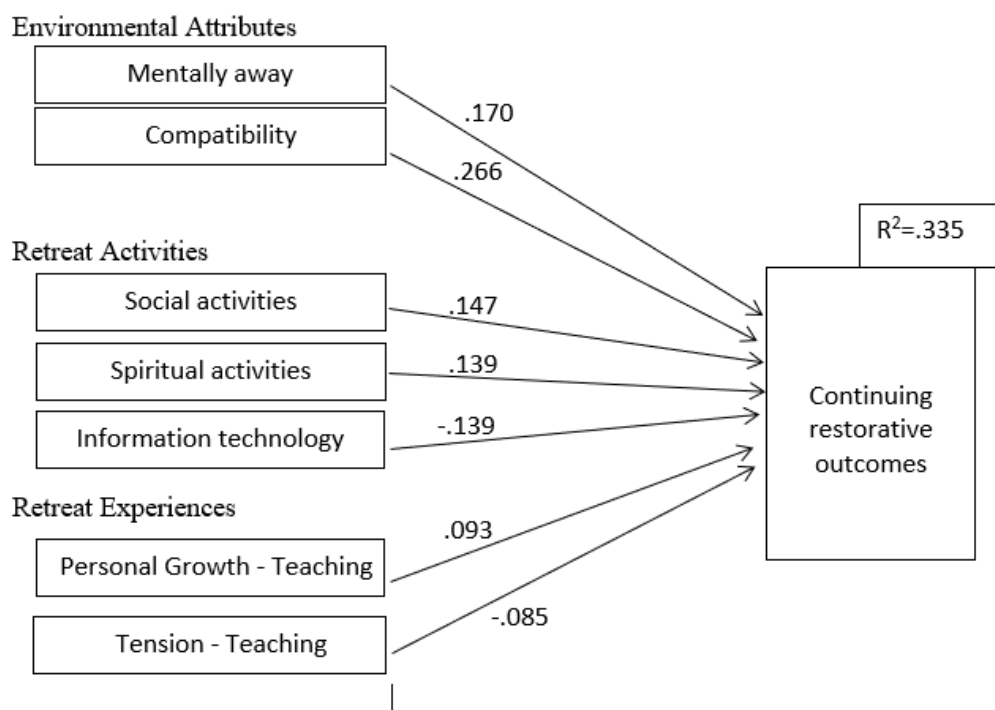 Environmental Attributes
Mentally away
.170
Compatibility
.266
R²=.335
Retreat Activities
Social activities
.147
Spiritual activities
.139
Information technology
-.139
Continuing
restorative
outcomes
Retreat Experiences
.093
Personal Growth - Teaching
-.085
Tension - Teaching